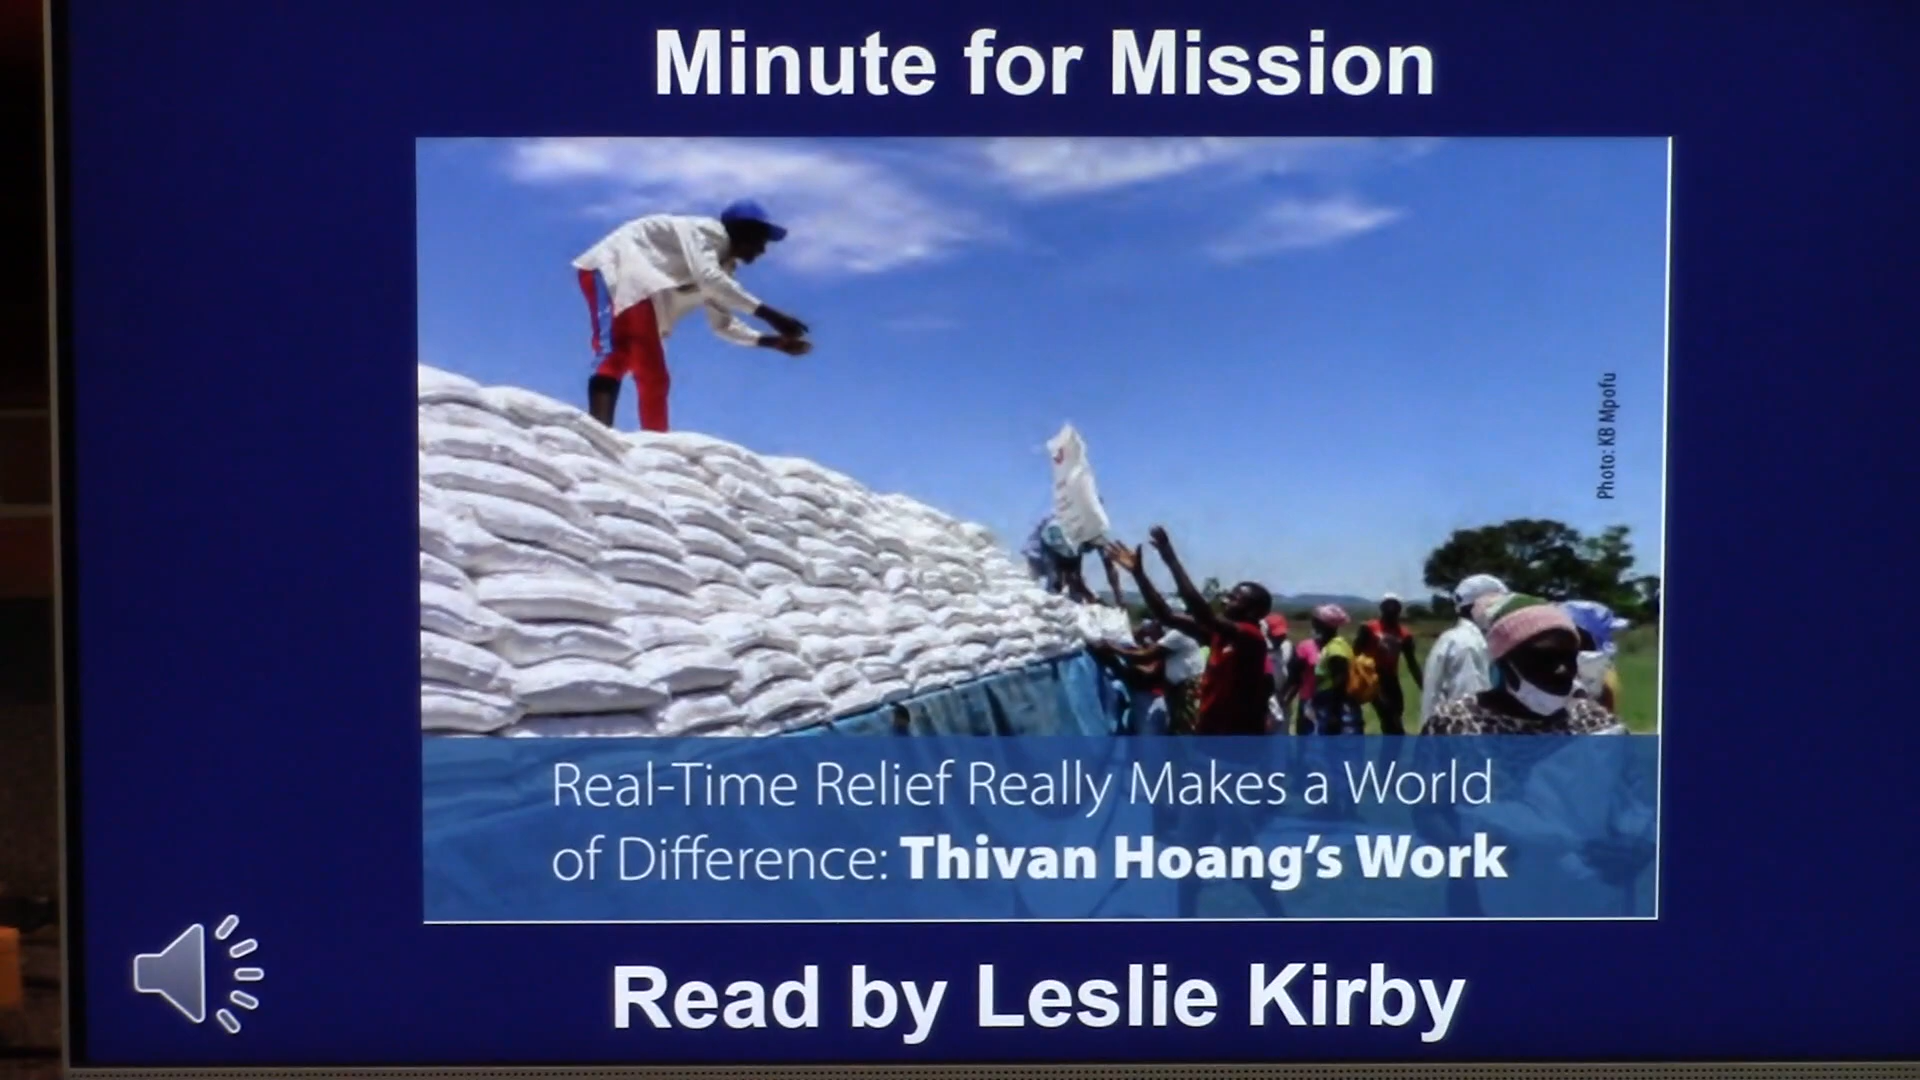 Minute for Mission
Photo: KB Mpofu
Real-Time Relief Really Makes a World
of Difference: Thivan Hoang's Work
Read by Leslie Kirby